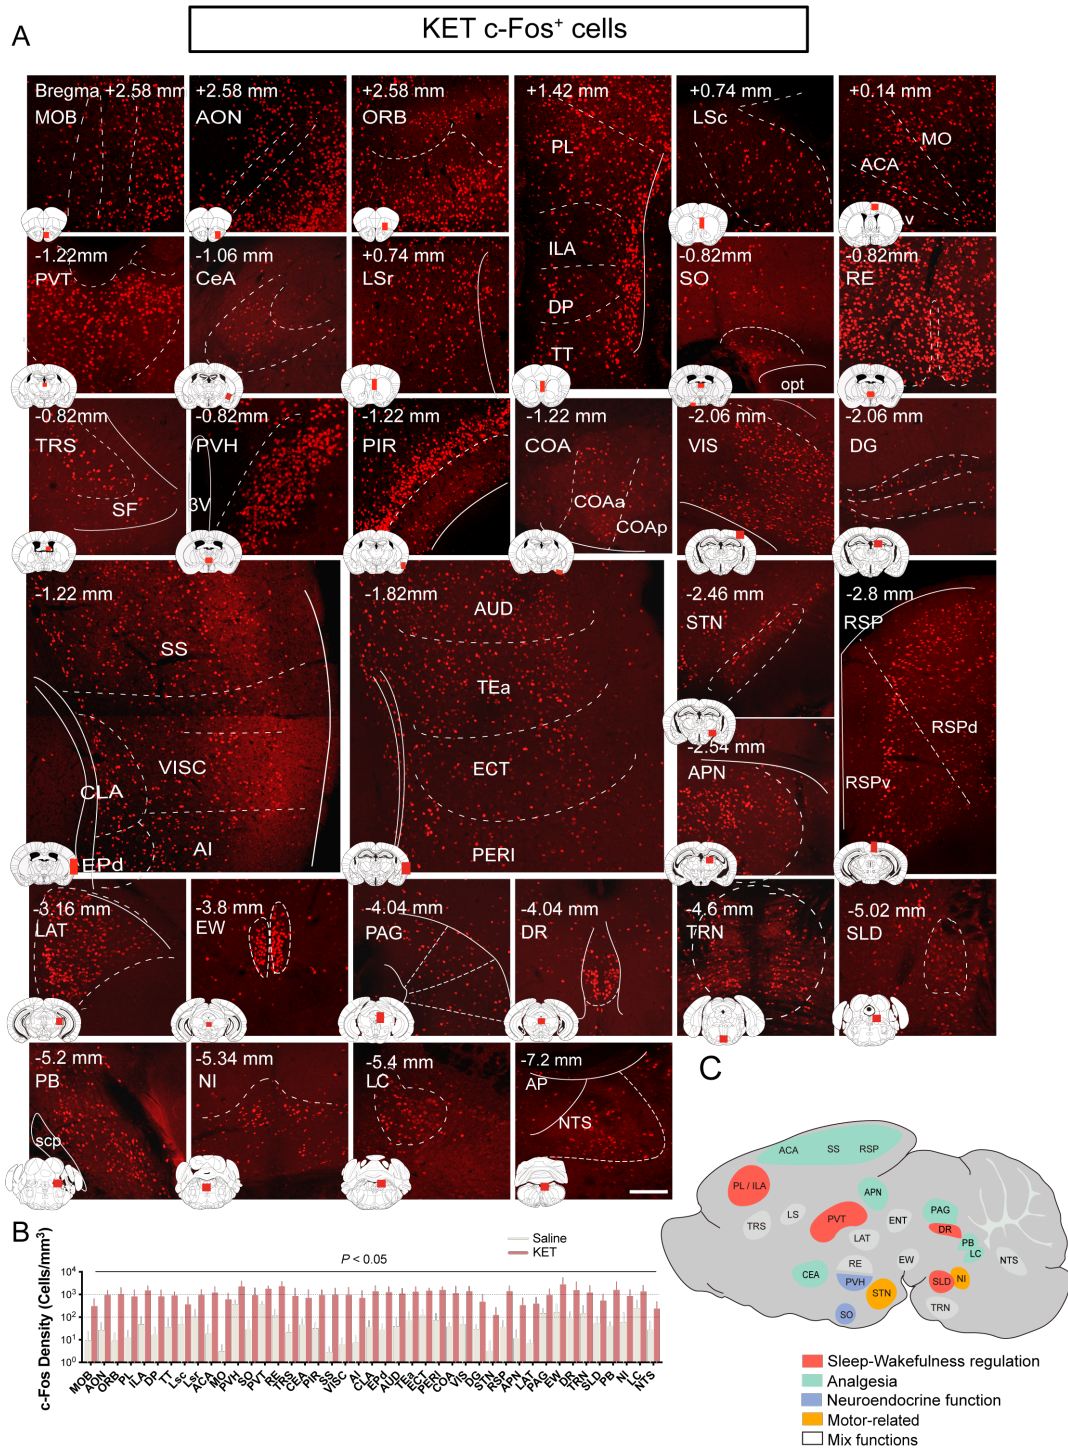 A
KET c-Fos⁺ cells
Bregma +2.58 mm
MOB
+2.58 mm
AON
+2.58 mm
ORB
+1.42 mm
PL
ILA
DP
TT
+0.74 mm
LSc
+0.14 mm
MO
ACA
v
-1.22mm
PVT
-1.06 mm
CeA
+0.74 mm
LSr
-0.82mm
SO
opt
-0.82mm
RE
-0.82mm
TRS
SF
-0.82mm
PVH
3V
-1.22 mm
PIR
-1.22 mm
COA
COAa
COAp
-2.06 mm
VIS
-2.06 mm
DG
-1.22 mm
SS
VISC
CLA
AI
EPd
-1.82mm
AUD
TEa
ECT
PERI
-2.46 mm
STN
-2.54 mm
APN
-2.8 mm
RSP
RSPd
RSPv
-3.16 mm
LAT
-3.8 mm
EW
-4.04 mm
PAG
-4.04 mm
DR
-4.6 mm
TRN
-5.02 mm
SLD
-5.2 mm
PB
scp
-5.34 mm
NI
-5.4 mm
LC
-7.2 mm
AP
NTS
B
Saline
KET
P < 0.05
c-Fos Density (Cells/mm³)
10⁴
10³
10²
10¹
10⁰
MOB AON ORB PL ILA DP TT Lsc Lsr ACA MO PVH SO PVT RE TRS CEA PIR SS VISC AI CLA EPd AUD TEa ECT PERI COA VIS DG STN RSP APN LAT PAG EW DR TRN SLD PB NI LC NTS
C
ACA SS RSP
PL / ILA
TRS
LS
PVT
APN
LAT
ENT
PAG
DR
PB
LC
NTS
CEA
RE
PVH
EW
STN
SLD
NI
SO
TRN
Sleep-Wakefulness regulation
Analgesia
Neuroendocrine function
Motor-related
Mix functions